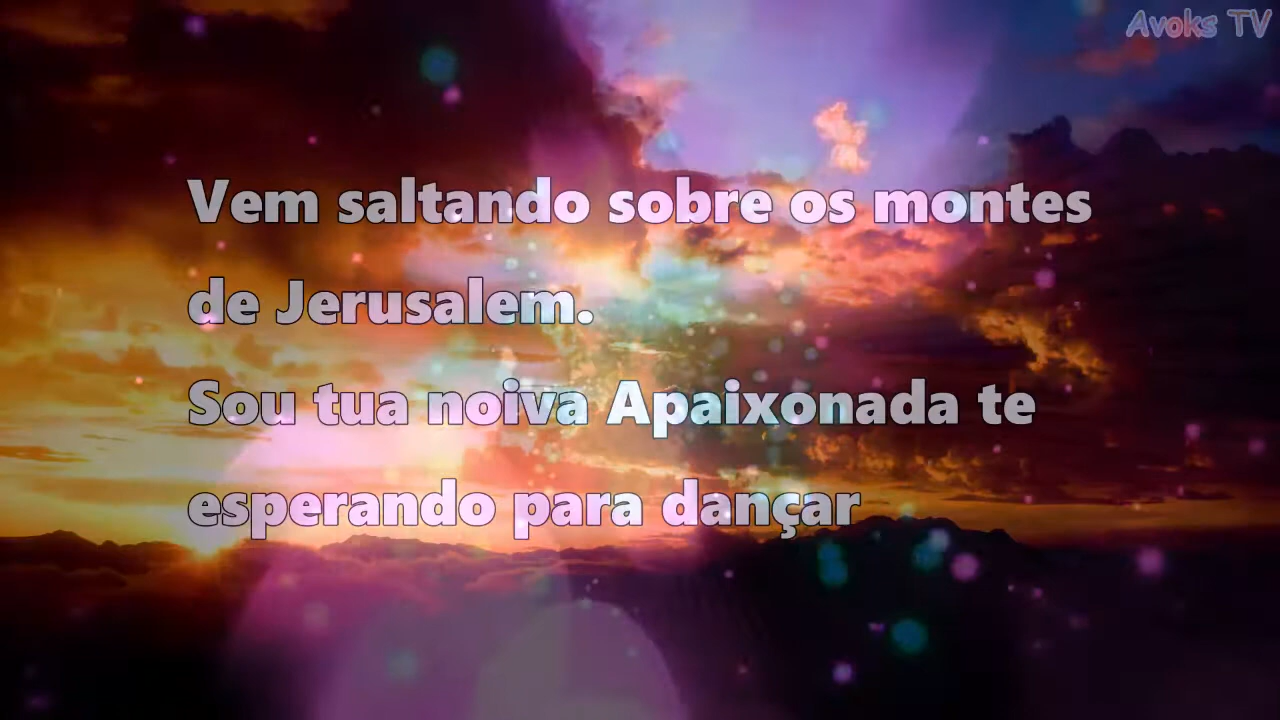 Avoks TV
Vem saltando sobre os montes
de Jerusalem.
Sou tua noiva Apaixonada te
esperando para dançar